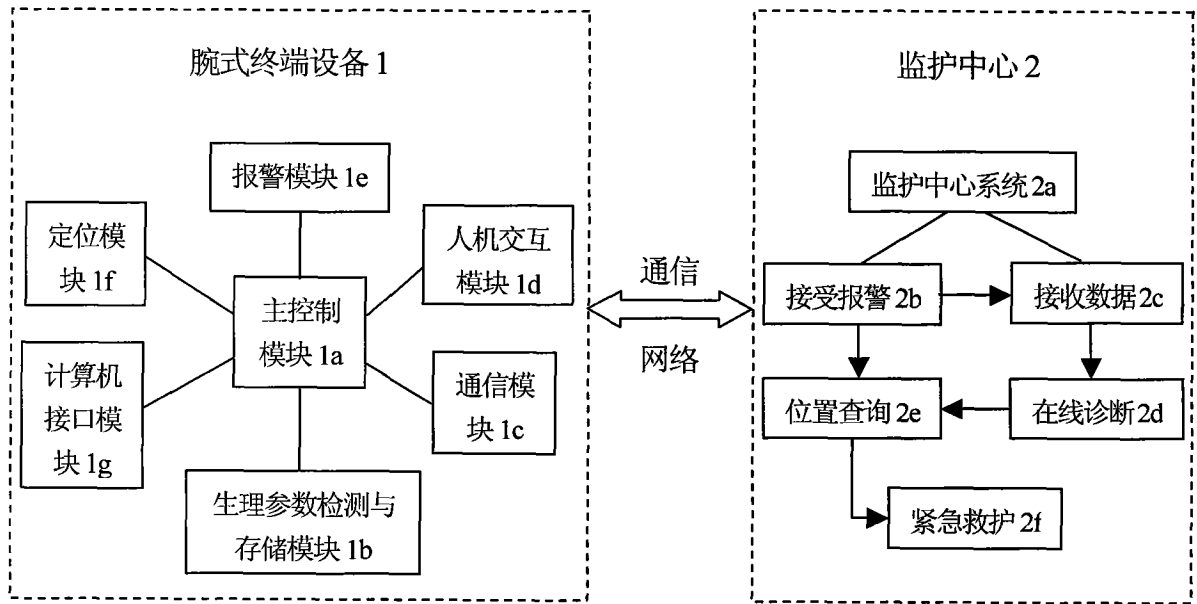 腕式终端设备 1
报警模块 1e
定位模
块 1f
人机交互
模块 1d
主控制
模块 1a
计算机
接口模
块 1g
通信模
块 1c
生理参数检测与
存储模块 1b
通信
网络
监护中心 2
监护中心系统 2a
接受报警 2b
接收数据 2c
位置查询 2e
在线诊断 2d
紧急救护 2f